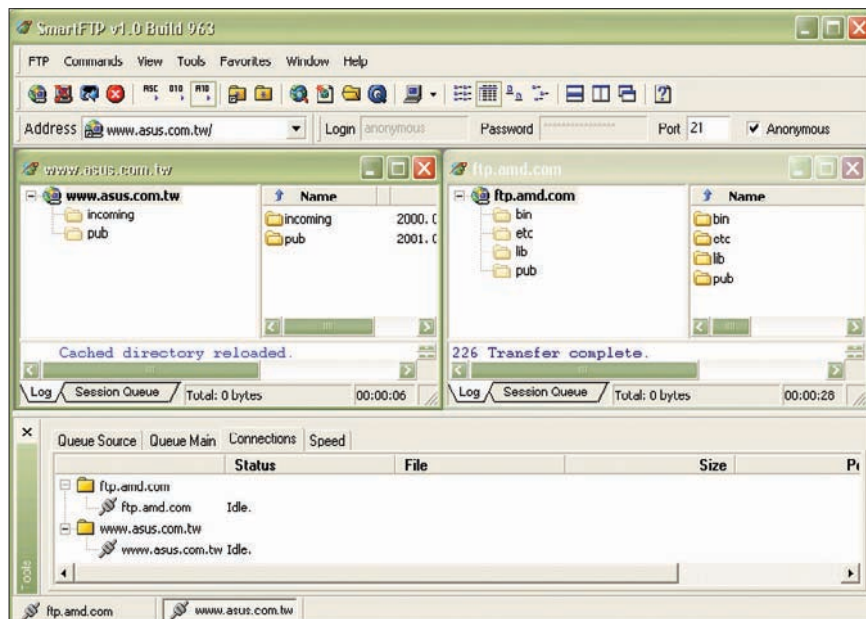 SmartFTP v1.0 Build 963
FTP Commands View Tools Favorites Window Help
ASC
Address www.asus.com.tw/ Login anonymous Password Port 21 Anonymous
www.asus.com.tw
www.asus.com.tw
incoming
pub
Name
incoming 2000. 0
pub 2001. 0
Cached directory reloaded.
Log Session Queue Total: 0 bytes 00:00:06
ftp.amd.com
ftp.amd.com
bin
etc
lib
pub
Name
bin
etc
lib
pub
226 Transfer complete.
Log Session Queue Total: 0 bytes 00:00:28
Tools
Queue Source Queue Main Connections Speed
Status File Size
ftp.amd.com
ftp.amd.com Idle.
www.asus.com.tw
www.asus.com.tw Idle.
ftp.amd.com www.asus.com.tw